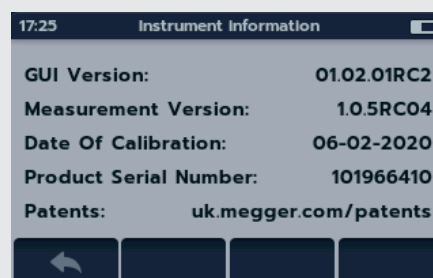 17:25 Instrument Information
GUI Version: 01.02.01RC2
Measurement Version: 1.0.5RC04
Date Of Calibration: 06-02-2020
Product Serial Number: 101966410
Patents: uk.megger.com/patents